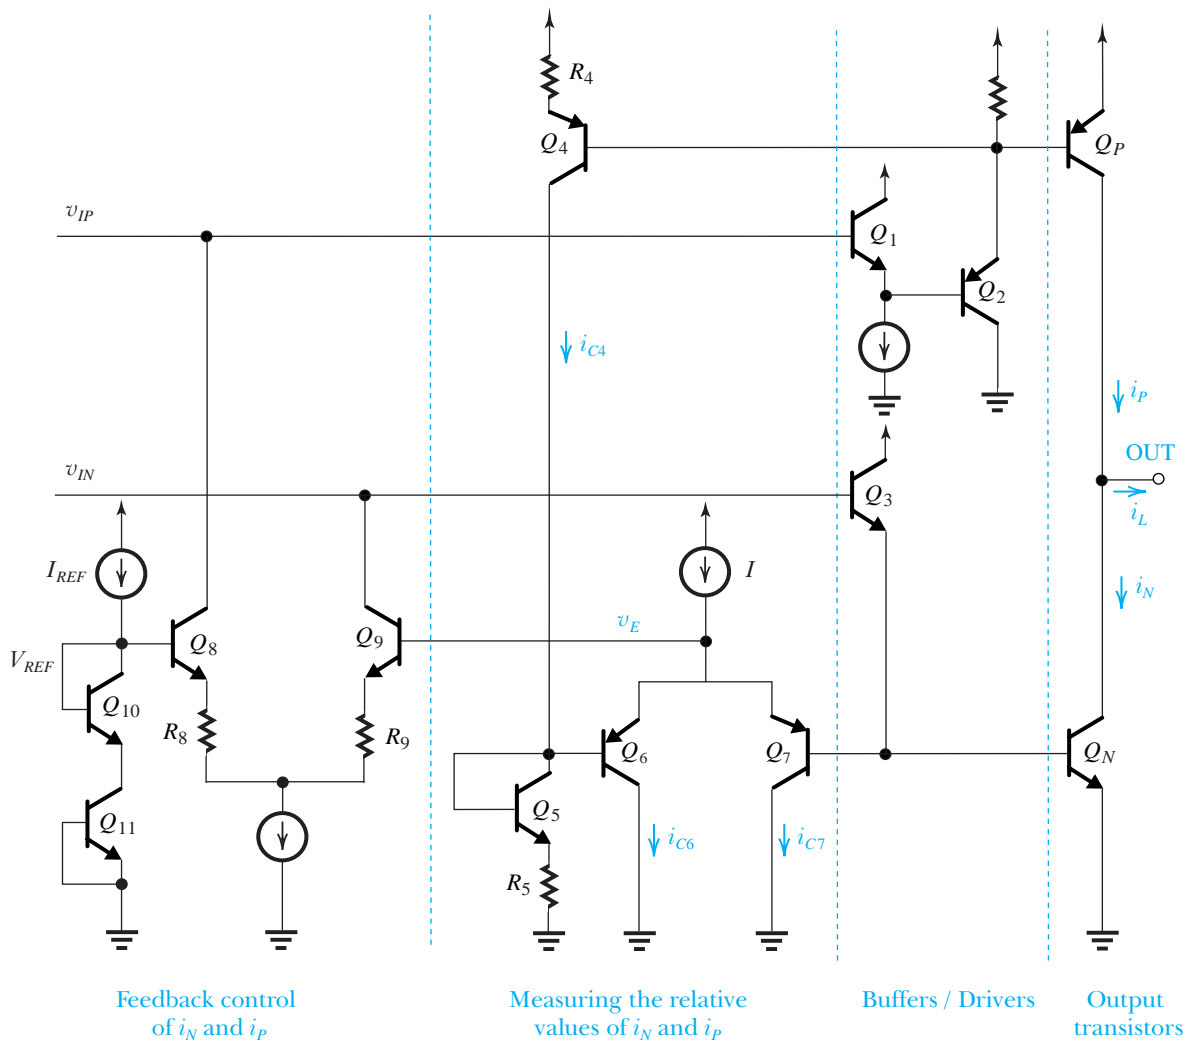 R4
Q4
QP
vIP
Q1
Q2
iC4
iP
OUT
vIN
Q3
iL
IREF
I
iN
vE
Q8
Q9
VREF
Q10
R8
R9
Q6
Q7
QN
Q5
Q11
iC6
iC7
R5
Feedback control
of iN and iP
Measuring the relative
values of iN and iP
Buffers / Drivers
Output
transistors